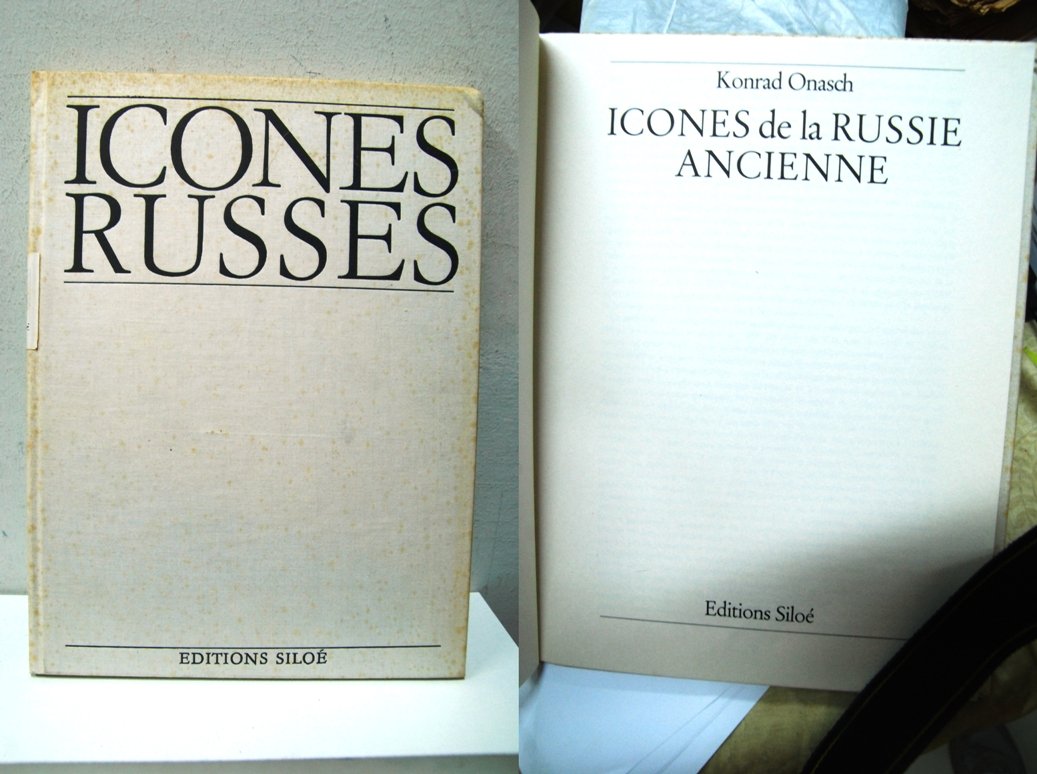 ICONES
RUSSES
EDITIONS SILOÉ
Konrad Onasch
ICONES de la RUSSIE
ANCIENNE
Editions Siloé